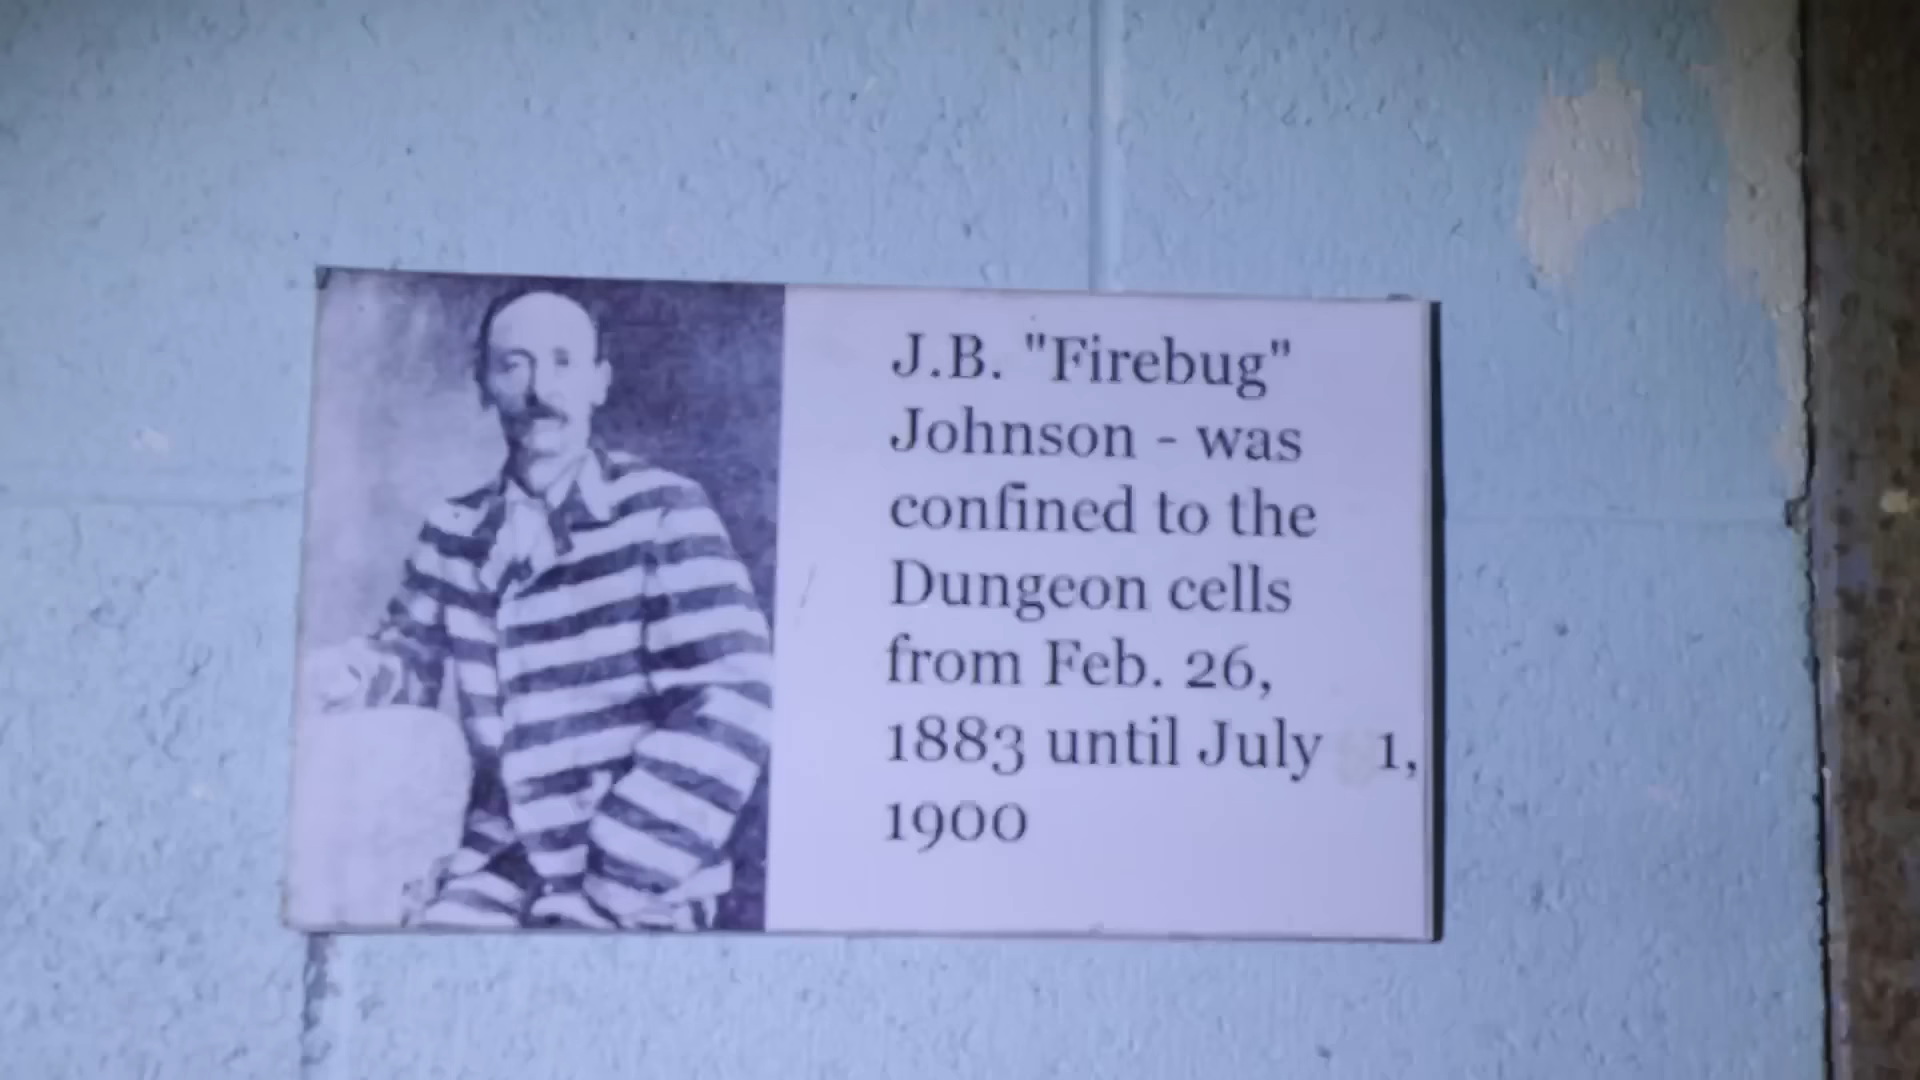 J.B. "Firebug"
Johnson - was
confined to the
Dungeon cells
from Feb. 26,
1883 until July 1,
1900